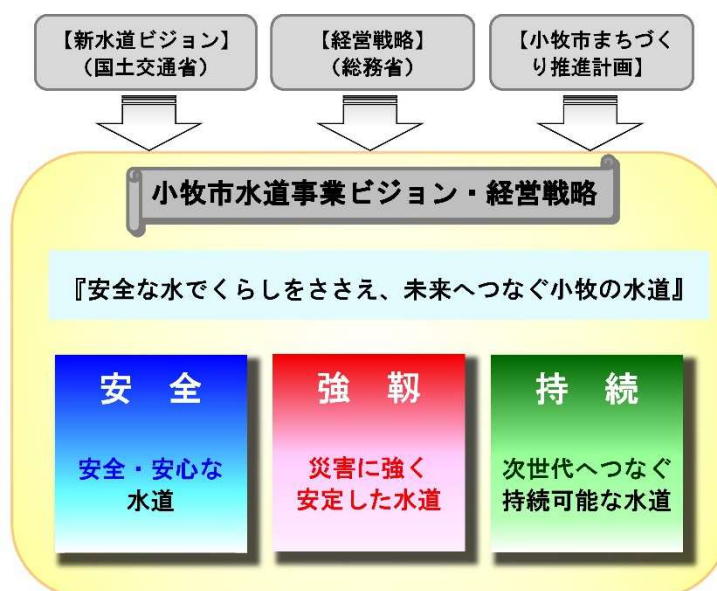 【新水道ビジョン】
（国土交通省）
【経営戦略】
（総務省）
【小牧市まちづく
り推進計画】
小牧市水道事業ビジョン・経営戦略
『安全な水でくらしをささえ、未来へつなぐ小牧の水道』
安　全
安全・安心な
水道
強　靱
災害に強く
安定した水道
持　続
次世代へつなぐ
持続可能な水道